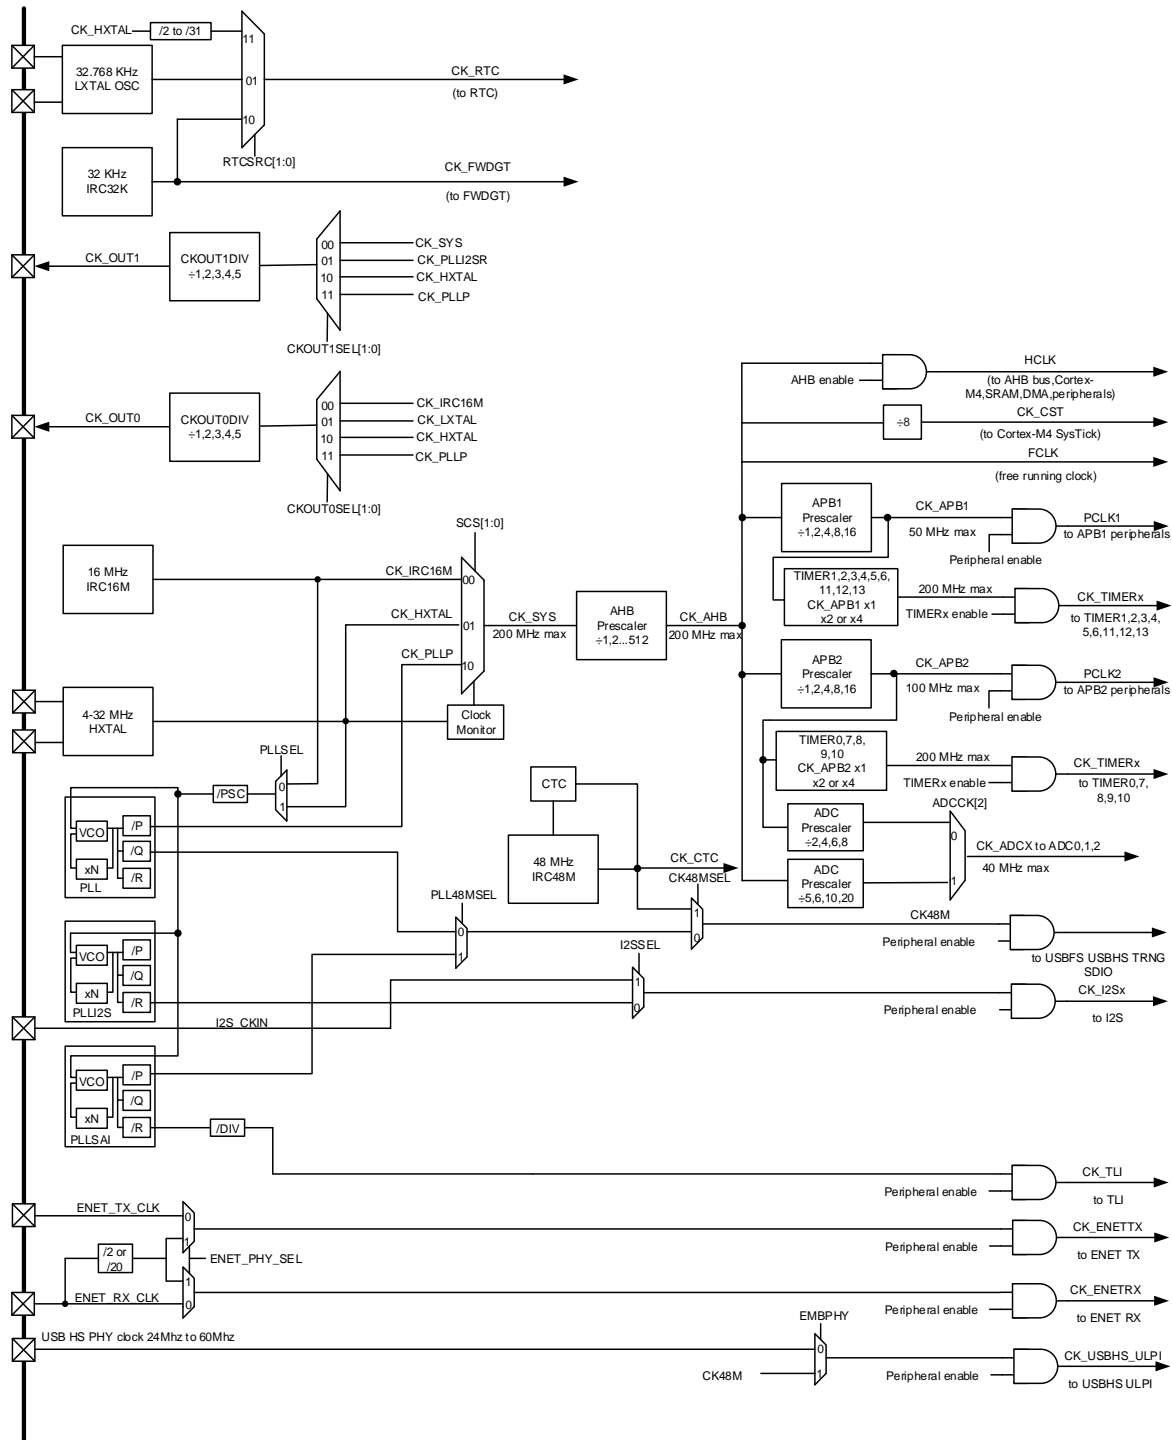 CK_HXTAL
/2 to /31
11
32.768 KHz
LXTAL OSC
01
CK_RTC
(to RTC)
10
RTCSRC[1:0]
32 KHz
IRC32K
CK_FWDGT
(to FWDGT)
CK_OUT1
CKOUT1DIV
÷1,2,3,4,5
00
01
10
11
CK_SYS
CK_PLLI2SR
CK_HXTAL
CK_PLLP
CKOUT1SEL[1:0]
CK_OUT0
CKOUT0DIV
÷1,2,3,4,5
00
01
10
11
CK_IRC16M
CK_LXTAL
CK_HXTAL
CK_PLLP
CKOUT0SEL[1:0]
AHB enable
HCLK
(to AHB bus,Cortex-
M4,SRAM,DMA,peripherals)
÷8
CK_CST
(to Cortex-M4 SysTick)
FCLK
(free running clock)
APB1
Prescaler
÷1,2,4,8,16
CK_APB1
50 MHz max
Peripheral enable
PCLK1
to APB1 peripherals
TIMER1,2,3,4,5,6,
11,12,13
CK_APB1 x1
x2 or x4
200 MHz max
TIMERx enable
CK_TIMERx
to TIMER1,2,3,4,
5,6,11,12,13
SCS[1:0]
16 MHz
IRC16M
CK_IRC16M
00
CK_HXTAL
01
CK_PLLP
10
CK_SYS
200 MHz max
AHB
Prescaler
÷1,2...512
CK_AHB
200 MHz max
APB2
Prescaler
÷1,2,4,8,16
CK_APB2
100 MHz max
Peripheral enable
PCLK2
to APB2 peripherals
4-32 MHz
HXTAL
Clock
Monitor
TIMER0,7,8,
9,10
CK_APB2 x1
x2 or x4
200 MHz max
TIMERx enable
CK_TIMERx
to TIMER0,7,
8,9,10
PLLSEL
0
1
/PSC
CTC
48 MHz
IRC48M
CK_CTC
CK48MSEL
ADC
Prescaler
÷2,4,6,8
ADC
Prescaler
÷5,6,10,20
ADCCK[2]
0
1
CK_ADCX to ADC0,1,2
40 MHz max
VCO
xN
/P
/Q
/R
PLL
PLL48MSEL
0
1
1
0
CK48M
Peripheral enable
to USBFS USBHS TRNG
SDIO
VCO
xN
/P
/Q
/R
PLLI2S
I2SSEL
1
0
CK_I2Sx
Peripheral enable
to I2S
I2S_CKIN
VCO
xN
/P
/Q
/R
PLLSAI
/DIV
CK_TLI
Peripheral enable
to TLI
ENET_TX_CLK
0
1
CK_ENETTX
Peripheral enable
to ENET TX
/2 or
/20
ENET_PHY_SEL
ENET_RX_CLK
1
0
CK_ENETRX
Peripheral enable
to ENET RX
USB HS PHY clock 24Mhz to 60Mhz
EMBPHY
0
1
CK48M
CK_USBHS_ULPI
Peripheral enable
to USBHS ULPI